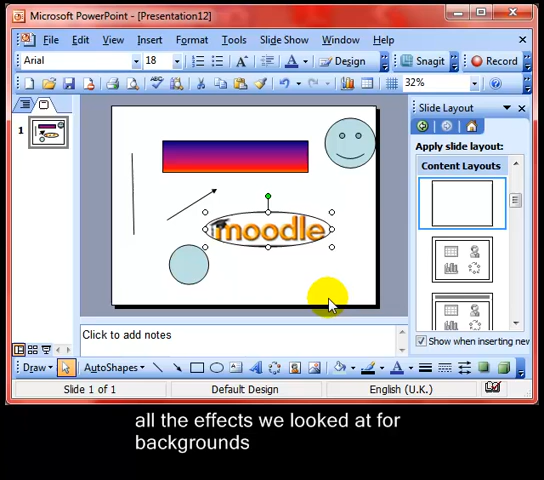 Microsoft PowerPoint - [Presentation12]
File Edit View Insert Format Tools Slide Show Window Help
Arial 18 A Design Snagit Record
32%
Slide Layout
Apply slide layout:
Content Layouts
1
moodle
Click to add notes
Show when inserting new
Draw AutoShapes A A
Slide 1 of 1 Default Design English (U.K.)
all the effects we looked at for
backgrounds